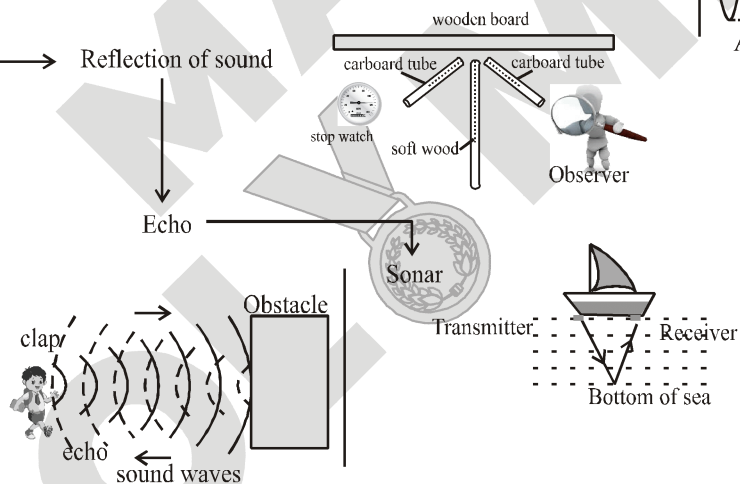 wooden board
Reflection of sound
carboard tube
carboard tube
stop watch
soft wood
Observer
Echo
Sonar
Obstacle
clap
Transmitter
Receiver
Bottom of sea
echo
sound waves